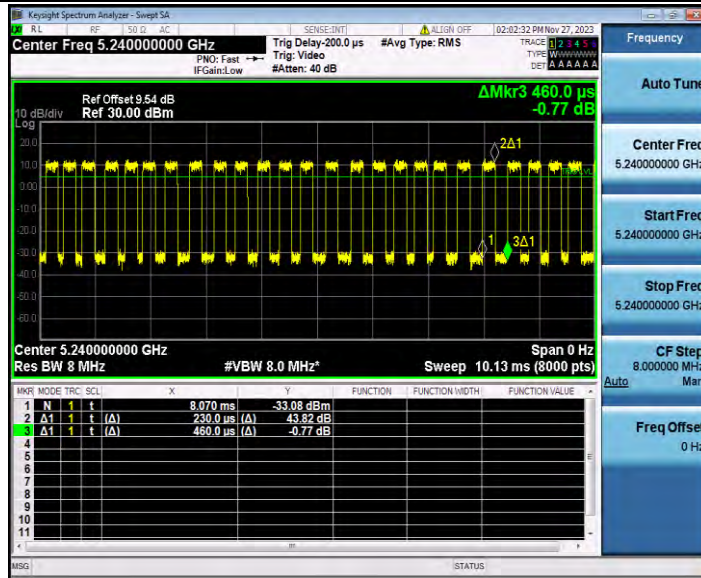 Keysight Spectrum Analyzer - Swept SA
RL RF 50 Ω AC SENSE:INT ALIGN OFF 02:02:32 PM Nov 27, 2023
Center Freq 5.240000000 GHz
PNO: Fast
IFGain:Low
Trig Delay-200.0 µs
Trig: Video
#Atten: 40 dB
#Avg Type: RMS
TRACE 1 2 3 4 5 6
TYPE WWWWWW
DET A A A A A A
Frequency
Auto Tune
Center Freq
5.240000000 GHz
Start Freq
5.240000000 GHz
Stop Freq
5.240000000 GHz
CF Step
8.000000 MHz
Auto Man
Freq Offset
0 Hz
ΔMkr3 460.0 µs
-0.77 dB
Ref Offset 9.54 dB
10 dB/div Ref 30.00 dBm
Log
20.0
10.0
0.00
-10.0
-20.0
-30.0
-40.0
-50.0
-60.0
2Δ1
1
3Δ1
Center 5.240000000 GHz Span 0 Hz
Res BW 8 MHz #VBW 8.0 MHz* Sweep 10.13 ms (8000 pts)
MKR MODE TRC SCL X Y FUNCTION FUNCTION WIDTH FUNCTION VALUE
1 N 1 t 8.070 ms -33.08 dBm
2 Δ1 1 t (Δ) 230.0 µs (Δ) 43.82 dB
3 Δ1 1 t (Δ) 460.0 µs (Δ) -0.77 dB
4
5
6
7
8
9
10
11
MSG STATUS